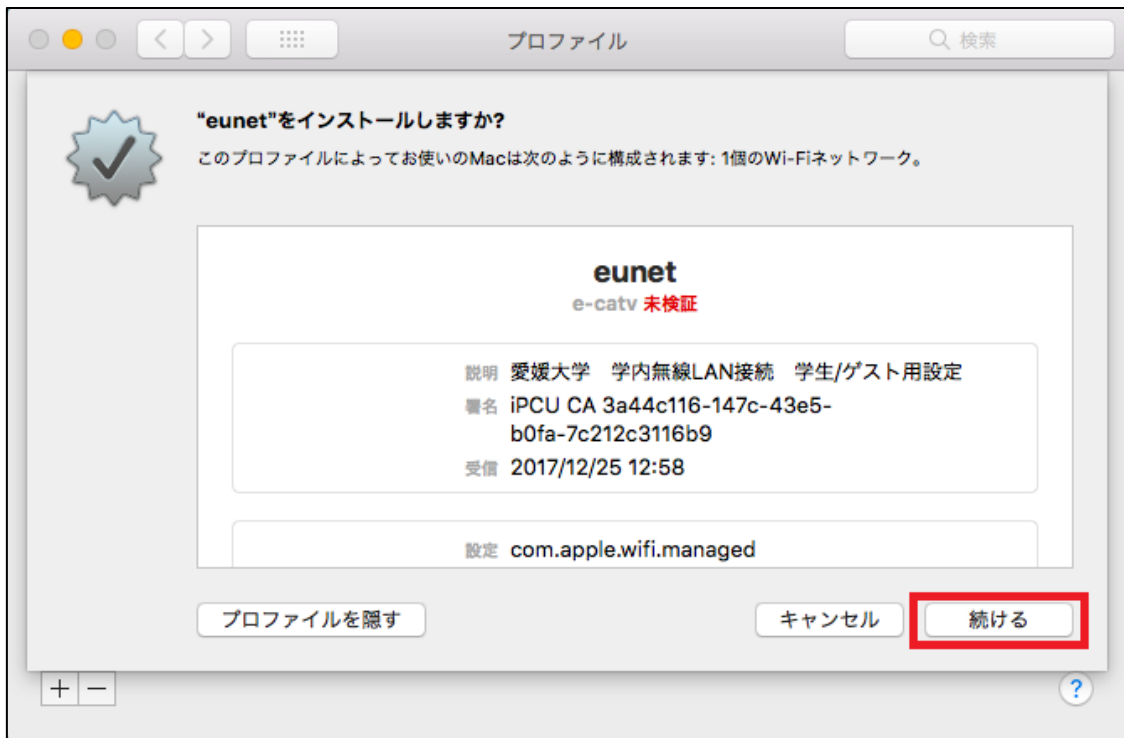 プロファイル
検索
“eunet”をインストールしますか?
このプロファイルによってお使いのMacは次のように構成されます: 1個のWi-Fiネットワーク。
eunet
e-catv 未検証
説明 愛媛大学　学内無線LAN接続　学生/ゲスト用設定
署名 iPCU CA 3a44c116-147c-43e5-
b0fa-7c212c3116b9
受信 2017/12/25 12:58
設定 com.apple.wifi.managed
プロファイルを隠す
キャンセル
続ける
+ −
?